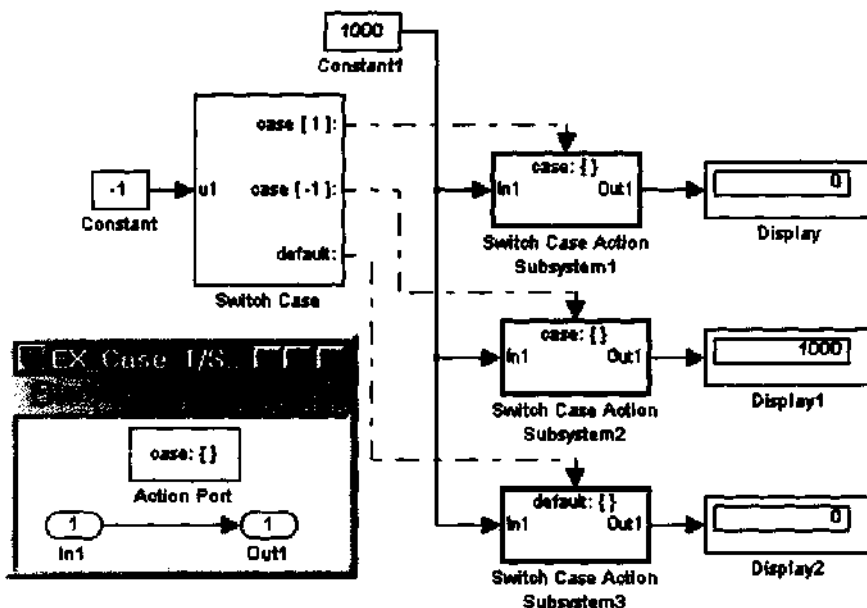 1000
Constant1
case [ 1 ]:
case: { }
In1
Out1
0
-1
u1
case [ -1 ]:
Constant
Switch Case Action
Subsystem1
Display
default:
Switch Case
case: { }
In1
Out1
1000
Switch Case Action
Subsystem2
Display1
EX_Case_1/S..
case: { }
Action Port
1
1
In1
Out1
default: { }
In1
Out1
0
Switch Case Action
Subsystem3
Display2